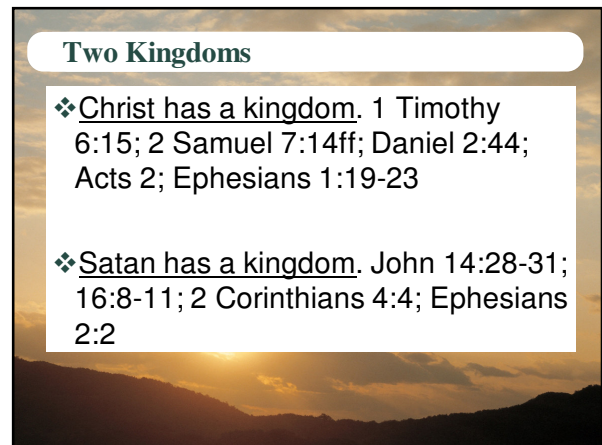 Two Kingdoms
❖Christ has a kingdom. 1 Timothy
6:15; 2 Samuel 7:14ff; Daniel 2:44;
Acts 2; Ephesians 1:19-23
❖Satan has a kingdom. John 14:28-31;
16:8-11; 2 Corinthians 4:4; Ephesians
2:2